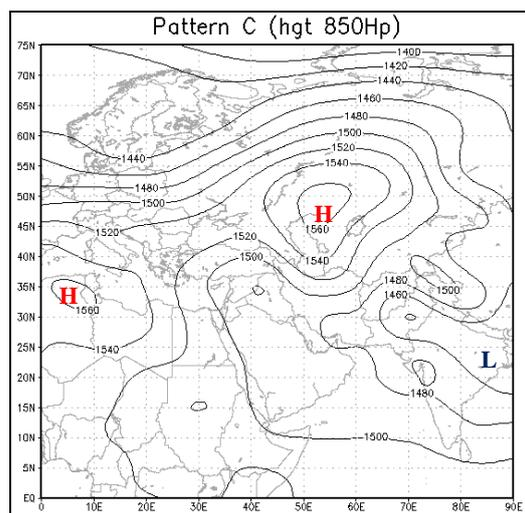 Pattern C (hgt 850Hp)
75N
70N
65N
60N
55N
50N
45N
40N
35N
30N
25N
20N
15N
10N
5N
EQ
0
10E
20E
30E
40E
50E
60E
70E
80E
90E
1400
1420
1440
1460
1480
1500
1520
1540
1440
1480
1500
1520
H
1560
1540
1520
1500
H
1560
1540
1480
1460
1500
L
1480
1500